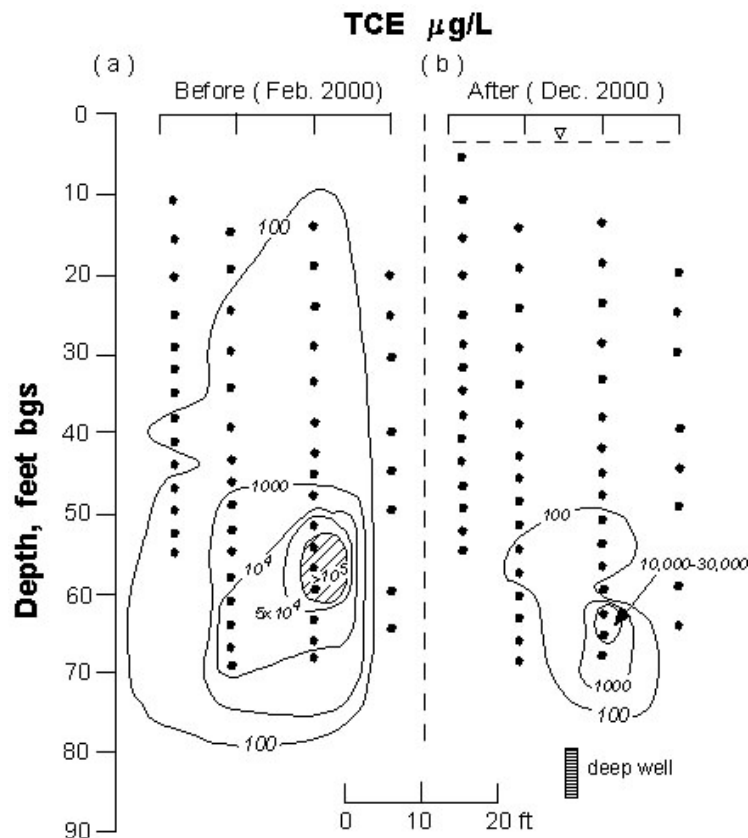 TCE μg/L
( a )
( b )
Before ( Feb. 2000)
After ( Dec. 2000 )
Depth, feet bgs
0
10
20
30
40
50
60
70
80
90
100
1000
10⁴
>10⁵
5x10⁴
100
100
10,000-30,000
1000
100
deep well
0 10 20 ft